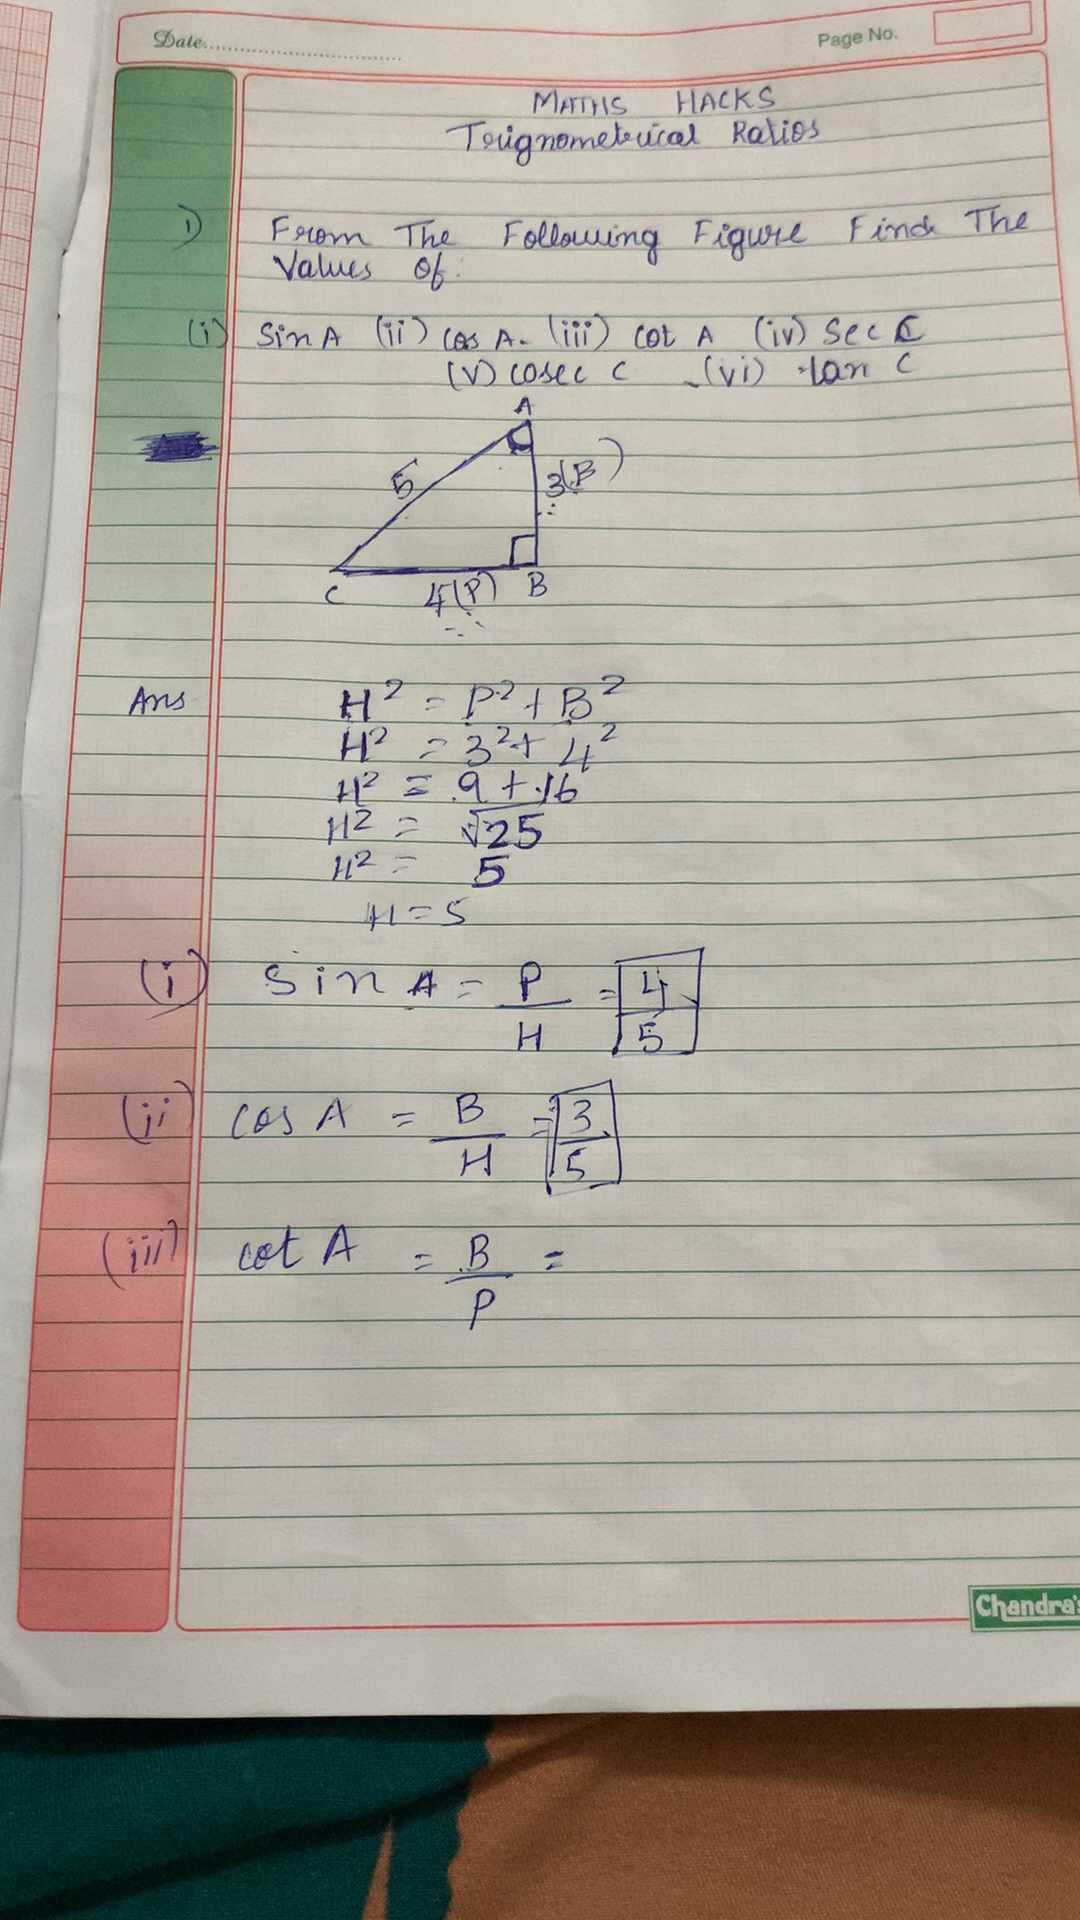 Date
Page No.
MATHS HACKS
Trignometrical Ratios
1) From The Following Figure Find The
Values Of:
(i) Sin A (ii) cos A. (iii) cot A (iv) Sec C
(v) cosec C (vi) tan C
A
5
3(B)
C
4(P)
B
Ans
H² = P² + B²
H² = 3² + 4²
H² = 9 + 16
H² = √25
H² = 5
H = 5
(i) Sin A = P/H = 4/5
(ii) cos A = B/H = 3/5
(iii) cot A = B/P =
Chandra's